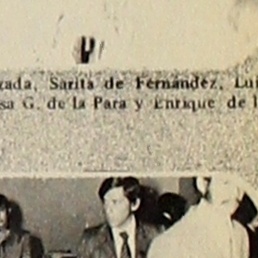 zada, Sarita de Fernández, Lui
sa G. de la Para y Enrique de l